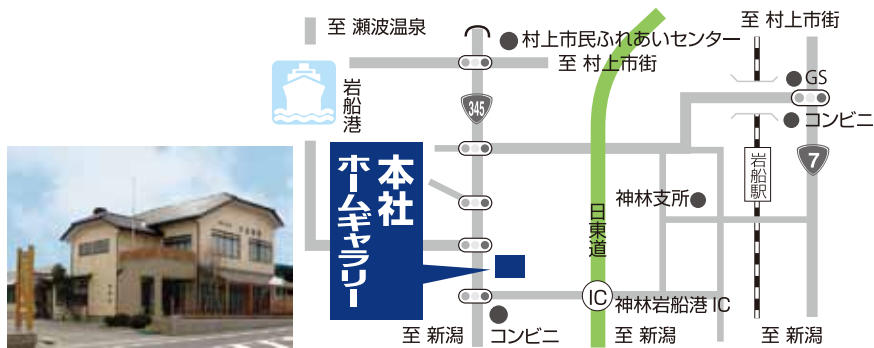 至 瀬波温泉
村上市民ふれあいセンター
至 村上市街
至 村上市街
岩船港
345
GS
コンビニ
7
本社
ホームギャラリー
岩船駅
神林支所
日東道
IC
神林岩船港 IC
コンビニ
至 新潟
至 新潟
至 新潟